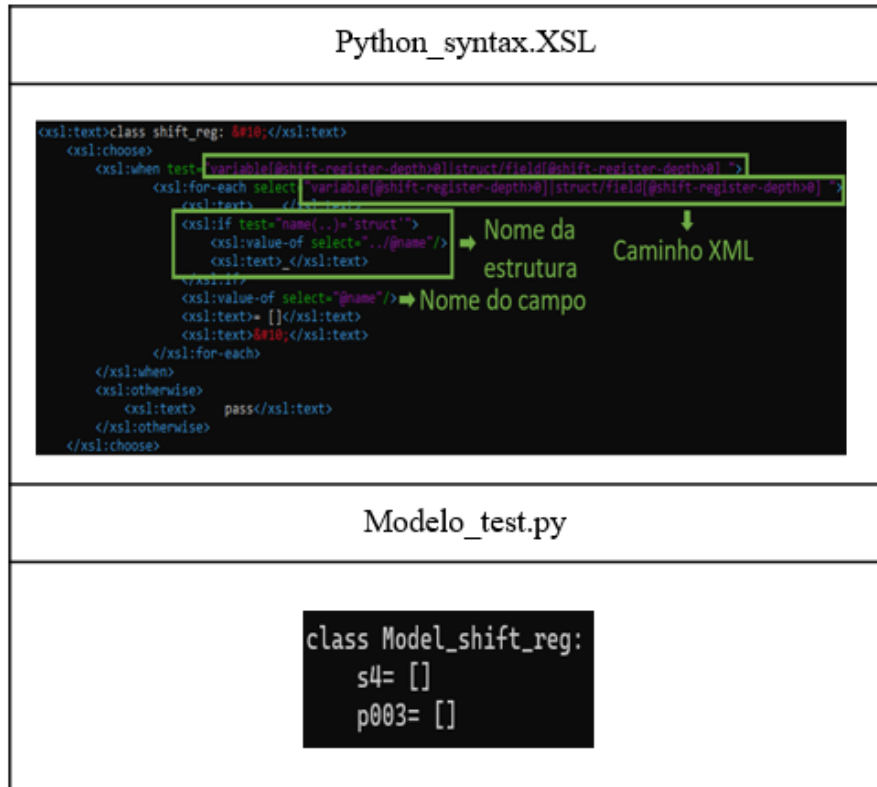 Python_syntax.XSL
<xsl:text>class shift_reg: &#10;</xsl:text>
<xsl:choose>
<xsl:when test="variable[@shift-register-depth>0]|struct/field[@shift-register-depth>0] ">
<xsl:for-each select="variable[@shift-register-depth>0]|struct/field[@shift-register-depth>0] ">
<xsl:text>    </xsl:text>
<xsl:if test="name(..)='struct'">
<xsl:value-of select="../@name"/>
<xsl:text>_</xsl:text>
</xsl:if>
Nome da
estrutura
Caminho XML
<xsl:value-of select="@name"/>
Nome do campo
<xsl:text>= []</xsl:text>
<xsl:text>&#10;</xsl:text>
</xsl:for-each>
</xsl:when>
<xsl:otherwise>
<xsl:text>    pass</xsl:text>
</xsl:otherwise>
</xsl:choose>
Modelo_test.py
class Model_shift_reg:
s4= []
p003= []